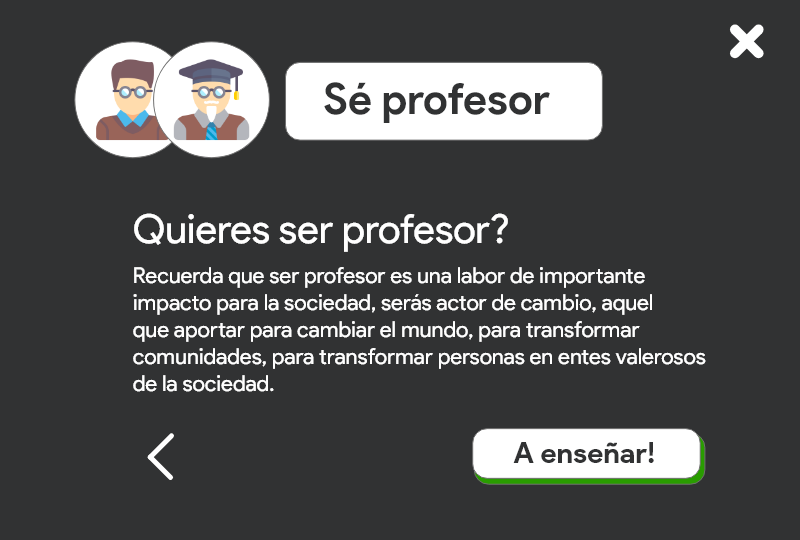 Sé profesor
Quieres ser profesor?
Recuerda que ser profesor es una labor de importante
impacto para la sociedad, serás actor de cambio, aquel
que aportar para cambiar el mundo, para transformar
comunidades, para transformar personas en entes valerosos
de la sociedad.
A enseñar!